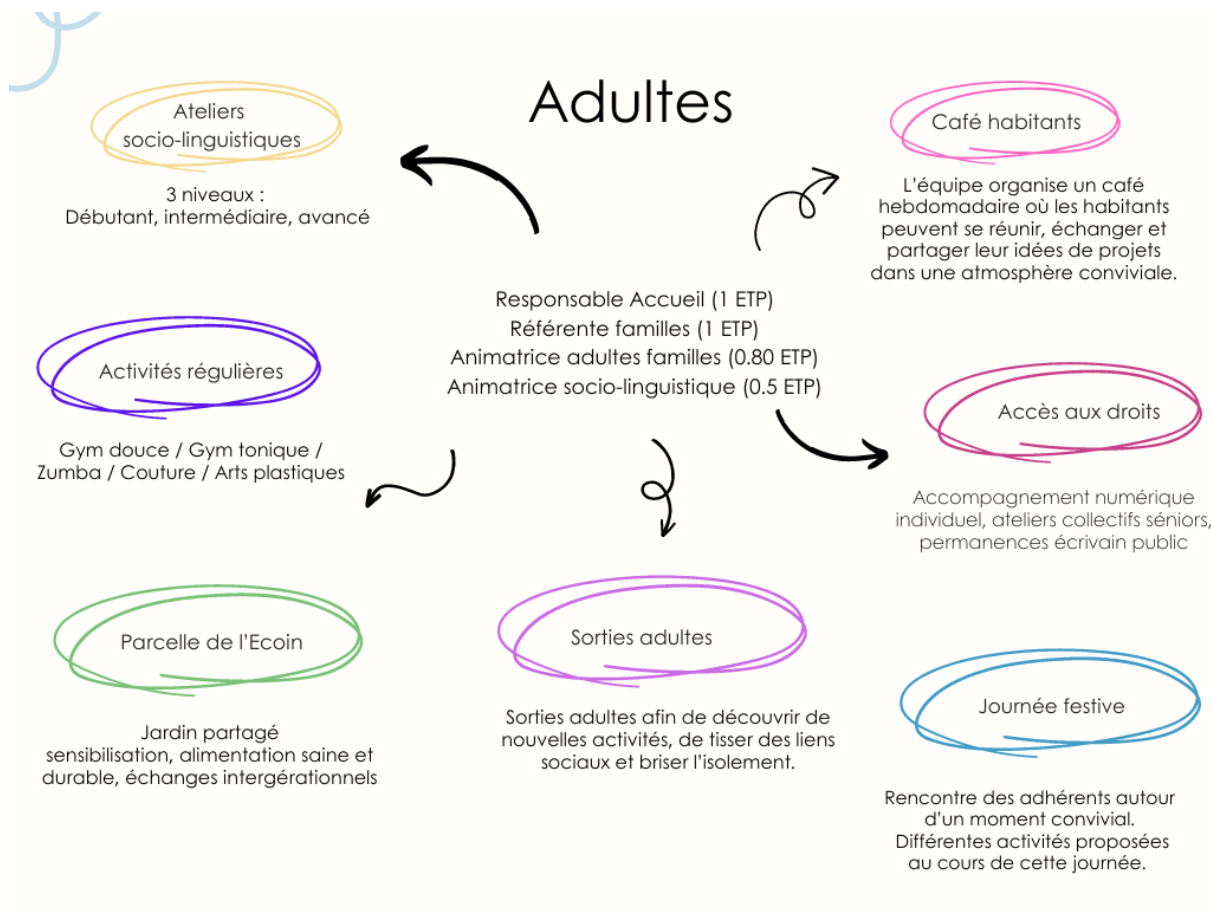 Adultes
Ateliers
socio-linguistiques
3 niveaux :
Débutant, intermédiaire, avancé
Café habitants
L'équipe organise un café
hebdomadaire où les habitants
peuvent se réunir, échanger et
partager leur idées de projets
dans une atmosphère conviviale.
Responsable Accueil (1 ETP)
Référente familles (1 ETP)
Animatrice adultes familles (0.80 ETP)
Animatrice socio-linguistique (0.5 ETP)
Activités régulières
Gym douce / Gym tonique /
Zumba / Couture / Arts plastiques
Accès aux droits
Accompagnement numérique
individuel, ateliers collectifs séniors,
permanences écrivain public
Parcelle de l'Ecoin
Jardin partagé
sensibilisation, alimentation saine et
durable, échanges intergérationnels
Sorties adultes
Sorties adultes afin de découvrir de
nouvelles activités, de tisser des liens
sociaux et briser l'isolement.
Journée festive
Rencontre des adhérents autour
d'un moment convivial.
Différentes activités proposées
au cours de cette journée.